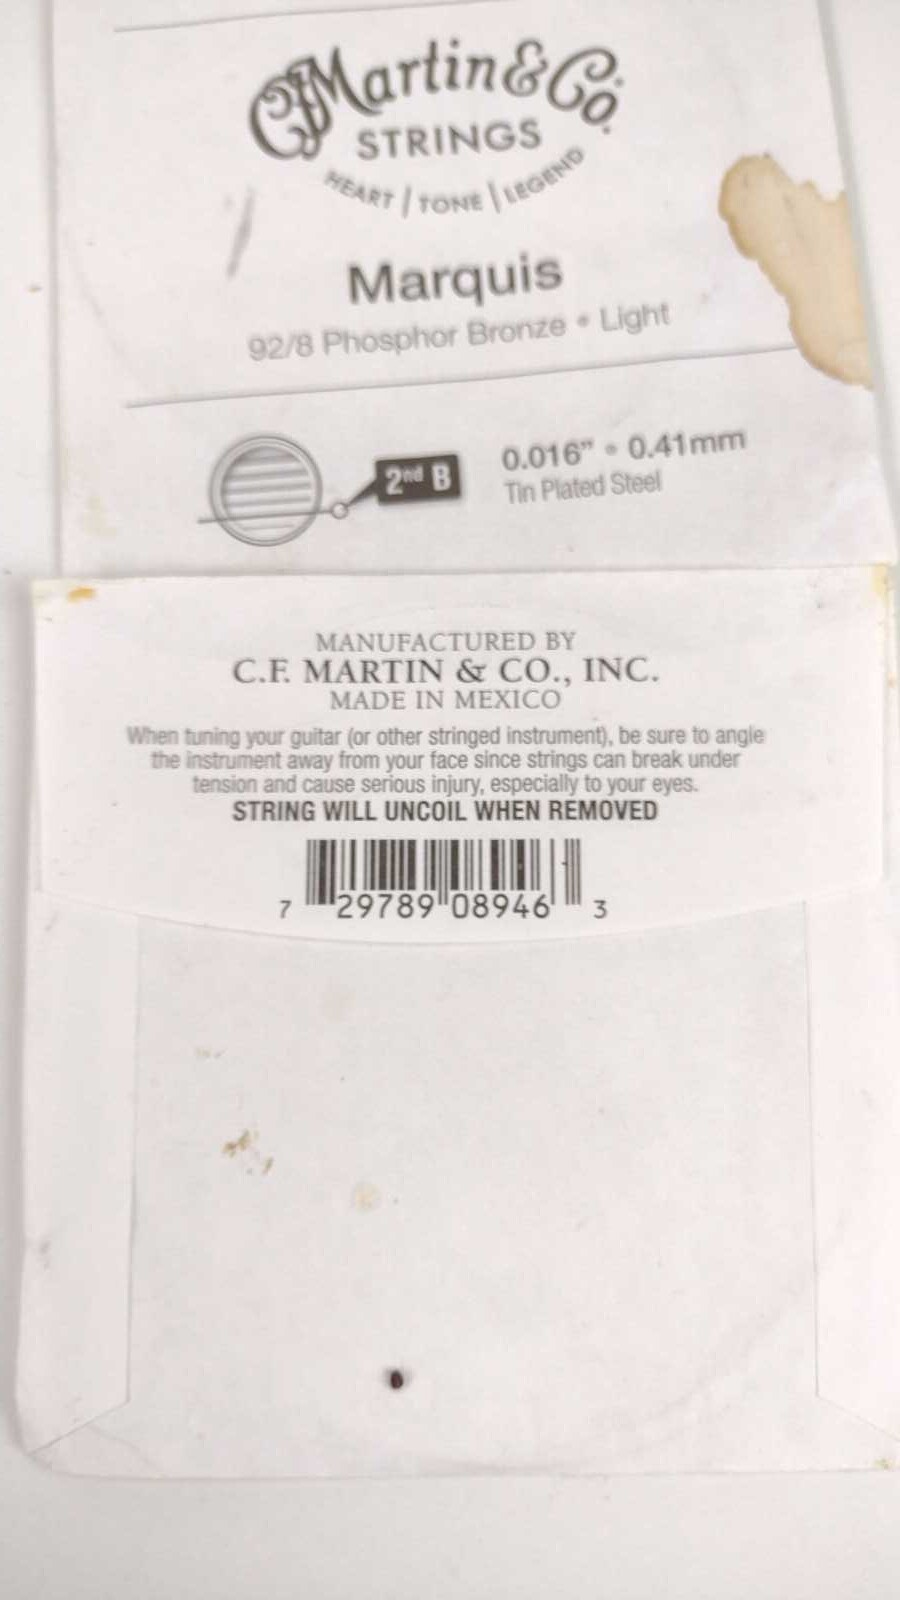 CFMartin & Co.
STRINGS
HEART / TONE | LEGEND
Marquis
92/8 Phosphor Bronze • Light
2nd B
0.016” • 0.41mm
Tin Plated Steel
MANUFACTURED BY
C.F. MARTIN & CO., INC.
MADE IN MEXICO
When tuning your guitar (or other stringed instrument), be sure to angle
the instrument away from your face since strings can break under
tension and cause serious injury, especially to your eyes.
STRING WILL UNCOIL WHEN REMOVED
7 29789 08946 3